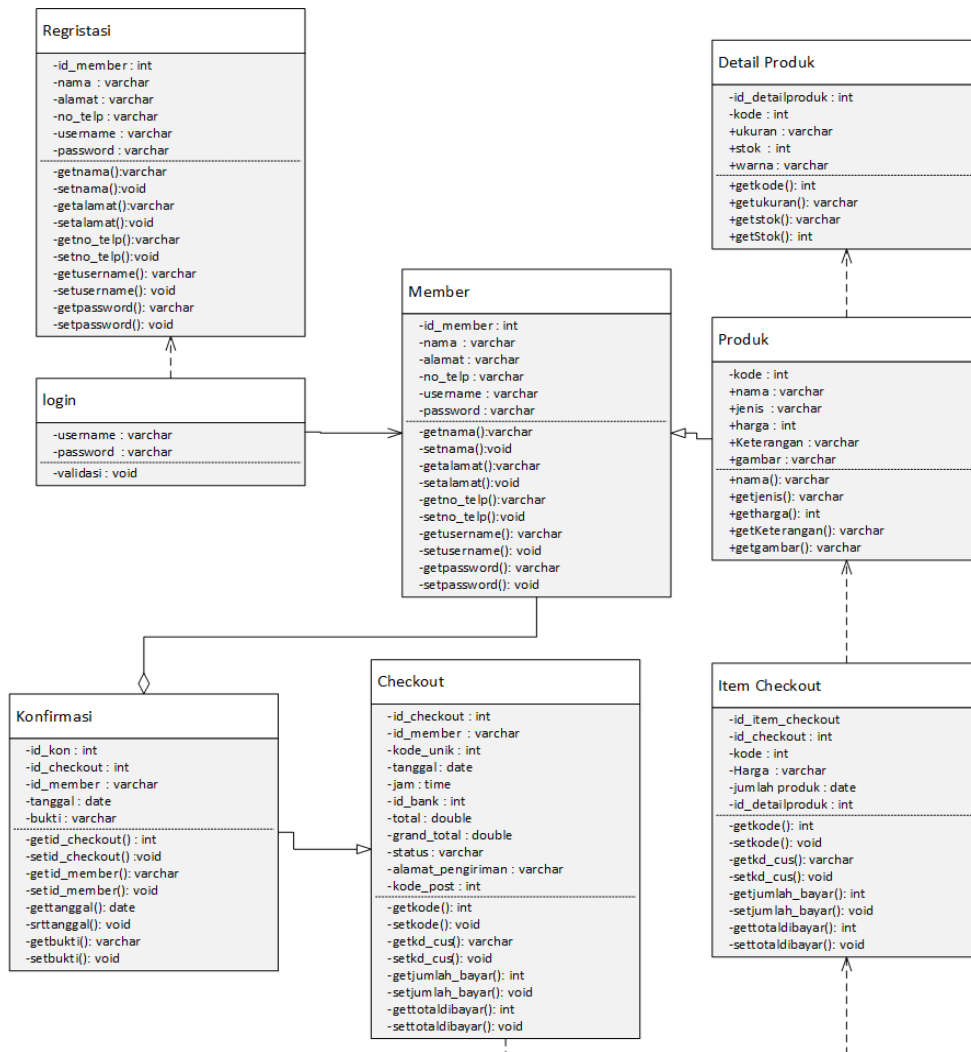 Regristasi
-id_member : int
-nama : varchar
-alamat : varchar
-no_telp : varchar
-username : varchar
-password : varchar
-getnama():varchar
-setnama():void
-getalamat():varchar
-setalamat():void
-getno_telp():varchar
-setno_telp():void
-getusername(): varchar
-setusername(): void
-getpassword(): varchar
-setpassword(): void
login
-username : varchar
-password : varchar
-validasi : void
Member
-id_member : int
-nama : varchar
-alamat : varchar
-no_telp : varchar
-username : varchar
-password : varchar
-getnama():varchar
-setnama():void
-getalamat():varchar
-setalamat():void
-getno_telp():varchar
-setno_telp():void
-getusername(): varchar
-setusername(): void
-getpassword(): varchar
-setpassword(): void
Detail Produk
-id_detailproduk : int
-kode : int
+ukuran : varchar
+stok : int
+warna : varchar
+getkode(): int
+getukuran(): varchar
+getstok(): varchar
+getStok(): int
Produk
-kode : int
+nama : varchar
+jenis : varchar
+harga : int
+Keterangan : varchar
+gambar : varchar
+nama(): varchar
+getjenis(): varchar
+getharga(): int
+getKeterangan(): varchar
+getgambar(): varchar
Konfirmasi
-id_kon : int
-id_checkout : int
-id_member : varchar
-tanggal : date
-bukti : varchar
-getid_checkout() : int
-setid_checkout() :void
-getid_member(): varchar
-setid_member(): void
-gettanggal(): date
-srttanggal(): void
-getbukti(): varchar
-setbukti(): void
Checkout
-id_checkout : int
-id_member : varchar
-kode_unik : int
-tanggal : date
-jam : time
-id_bank : int
-total : double
-grand_total : double
-status : varchar
-alamat_pengiriman : varchar
-kode_post : int
-getkode(): int
-setkode(): void
-getkd_cus(): varchar
-setkd_cus(): void
-getjumlah_bayar(): int
-setjumlah_bayar(): void
-gettotaldibayar(): int
-settotaldibayar(): void
Item Checkout
-id_item_checkout
-id_checkout : int
-kode : int
-Harga : varchar
-jumlah produk : date
-id_detailproduk : int
-getkode(): int
-setkode(): void
-getkd_cus(): varchar
-setkd_cus(): void
-getjumlah_bayar(): int
-setjumlah_bayar(): void
-gettotaldibayar(): int
-settotaldibayar(): void